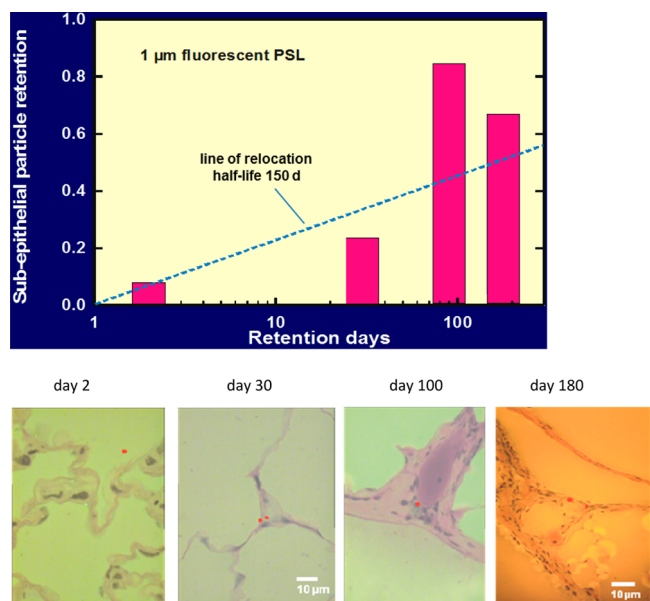 Sub-epithelial particle retention
1.0
0.8
0.6
0.4
0.2
0.0
1 µm fluorescent PSL
line of relocation
half-life 150 d
1
10
100
Retention days
day 2
day 30
day 100
day 180
10 µm
10 µm
10 µm